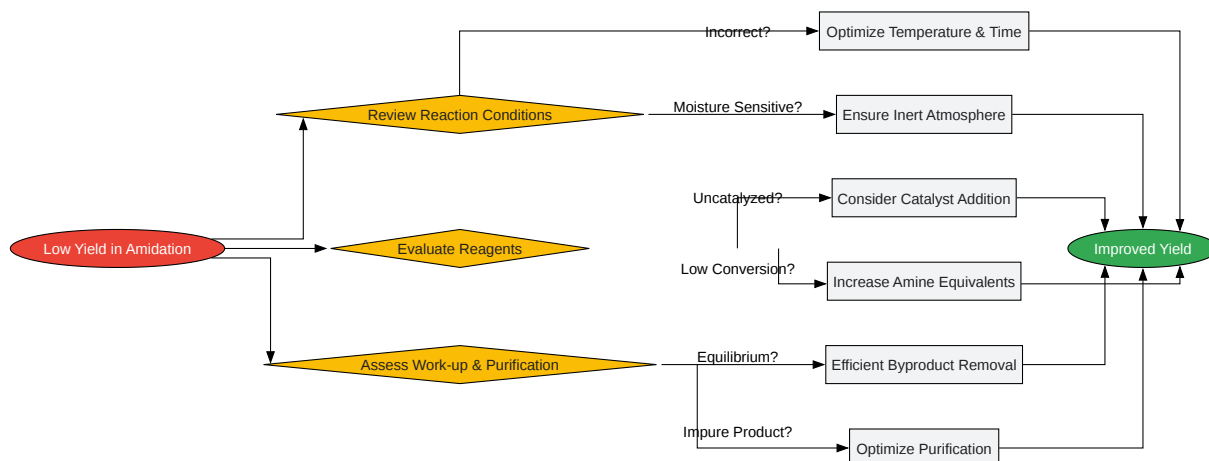 Incorrect?
Optimize Temperature & Time
Review Reaction Conditions
Moisture Sensitive?
Ensure Inert Atmosphere
Uncatalyzed?
Consider Catalyst Addition
Low Yield in Amidation
Evaluate Reagents
Improved Yield
Low Conversion?
Increase Amine Equivalents
Assess Work-up & Purification
Equilibrium?
Efficient Byproduct Removal
Impure Product?
Optimize Purification